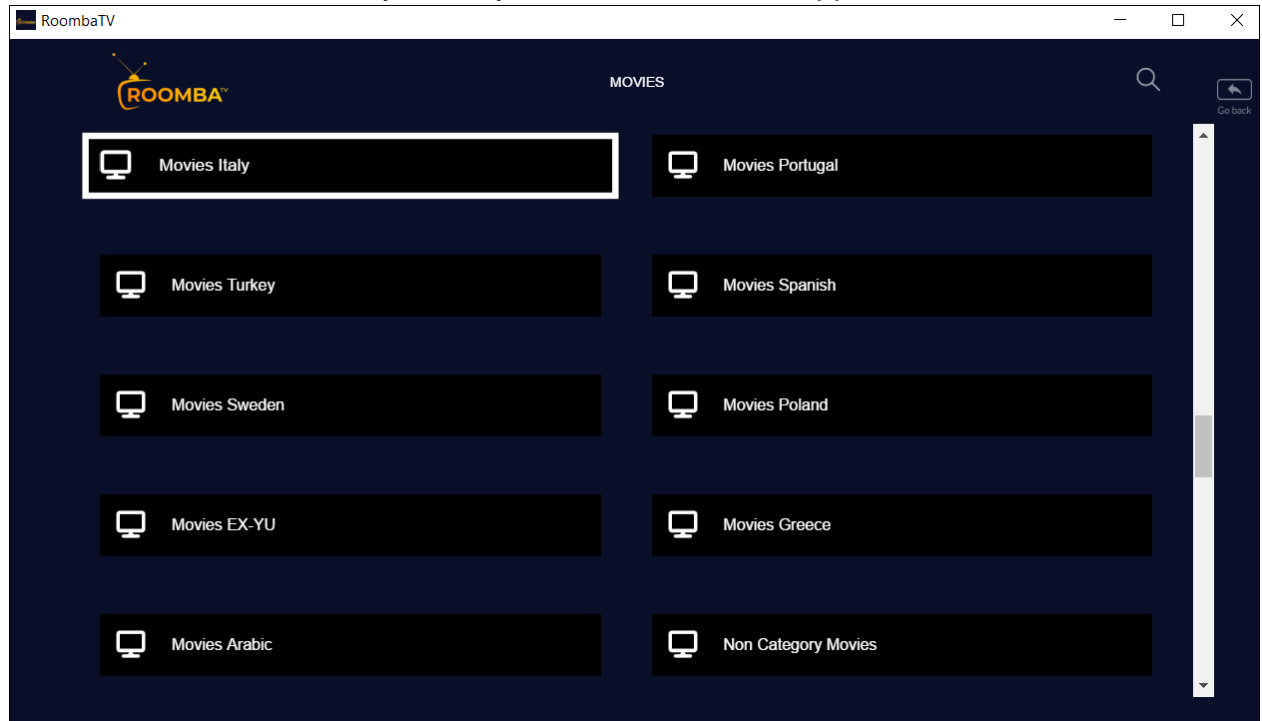 RoombaTV
ROOMBA TV
MOVIES
Go back
Movies Italy
Movies Portugal
Movies Turkey
Movies Spanish
Movies Sweden
Movies Poland
Movies EX-YU
Movies Greece
Movies Arabic
Non Category Movies